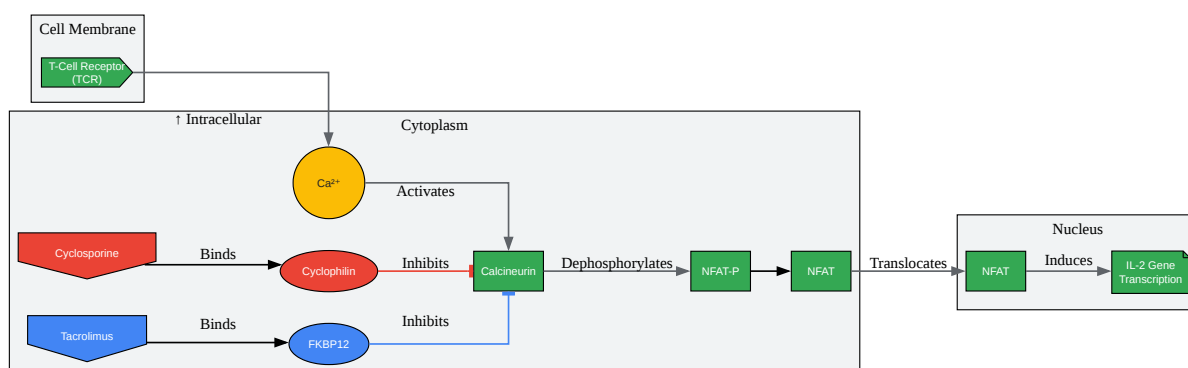 Cell Membrane
T-Cell Receptor
(TCR)
↑ Intracellular
Cytoplasm
Ca²⁺
Activates
Cyclosporine
Binds
Cyclophilin
Inhibits
Calcineurin
Dephosphorylates
NFAT-P
NFAT
Translocates
Nucleus
NFAT
Induces
IL-2 Gene
Transcription
Tacrolimus
Binds
FKBP12
Inhibits